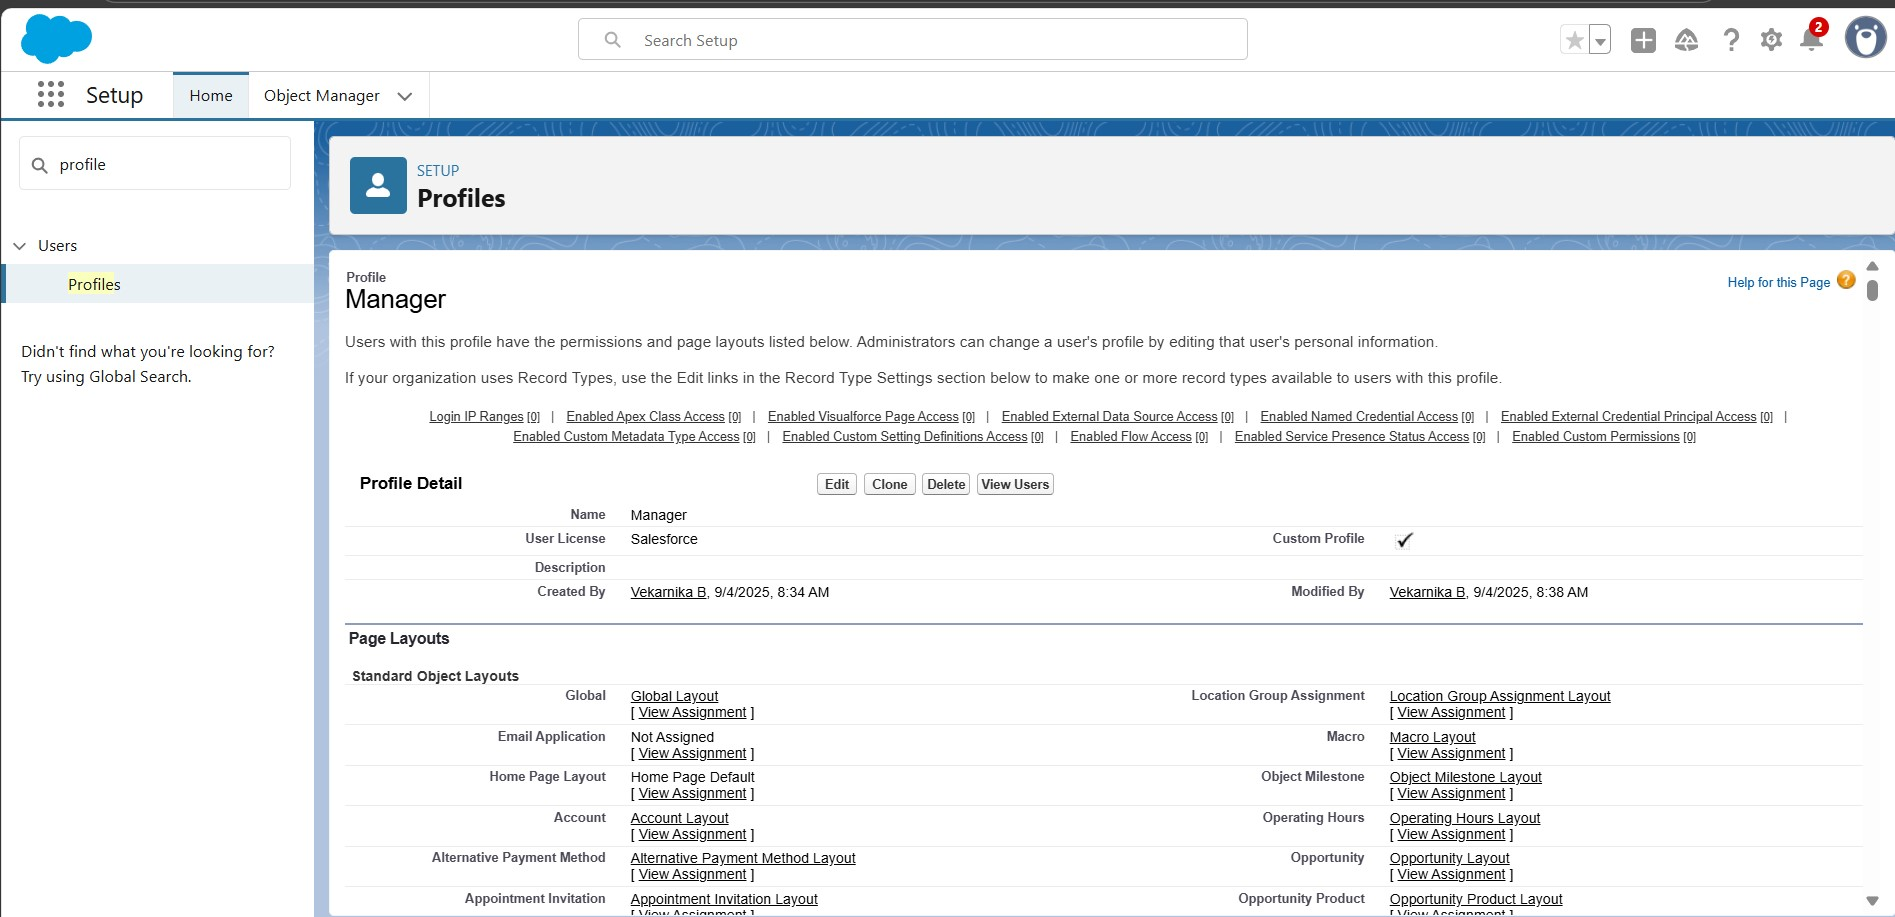 Search Setup
2
Setup
Home
Object Manager
profile
Users
Profiles
Didn't find what you're looking for?
Try using Global Search.
SETUP
Profiles
Profile
Manager
Help for this Page ?
Users with this profile have the permissions and page layouts listed below. Administrators can change a user's profile by editing that user's personal information.
If your organization uses Record Types, use the Edit links in the Record Type Settings section below to make one or more record types available to users with this profile.
Login IP Ranges [0] | Enabled Apex Class Access [0] | Enabled Visualforce Page Access [0] | Enabled External Data Source Access [0] | Enabled Named Credential Access [0] | Enabled External Credential Principal Access [0] |
Enabled Custom Metadata Type Access [0] | Enabled Custom Setting Definitions Access [0] | Enabled Flow Access [0] | Enabled Service Presence Status Access [0] | Enabled Custom Permissions [0]
Profile Detail Edit Clone Delete View Users
Name Manager
User License Salesforce Custom Profile ✓
Description
Created By Vekarnika B, 9/4/2025, 8:34 AM Modified By Vekarnika B, 9/4/2025, 8:38 AM
Page Layouts
Standard Object Layouts
Global Global Layout Location Group Assignment Location Group Assignment Layout
[ View Assignment ] [ View Assignment ]
Email Application Not Assigned Macro Macro Layout
[ View Assignment ] [ View Assignment ]
Home Page Layout Home Page Default Object Milestone Object Milestone Layout
[ View Assignment ] [ View Assignment ]
Account Account Layout Operating Hours Operating Hours Layout
[ View Assignment ] [ View Assignment ]
Alternative Payment Method Alternative Payment Method Layout Opportunity Opportunity Layout
[ View Assignment ] [ View Assignment ]
Appointment Invitation Appointment Invitation Layout Opportunity Product Opportunity Product Layout
[ View Assignment ] [ View Assignment ]